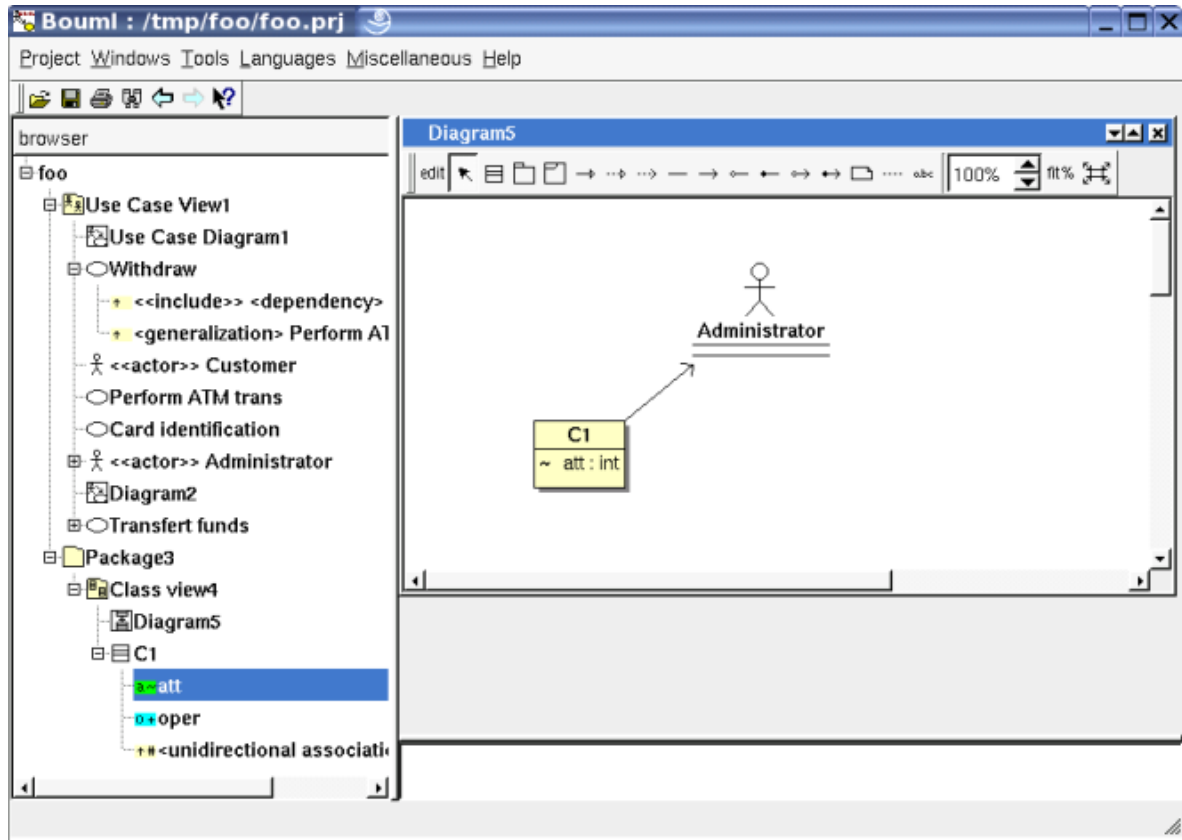 Bouml : /tmp/foo/foo.prj
Project Windows Tools Languages Miscellaneous Help
browser
foo
Use Case View1
Use Case Diagram1
Withdraw
<<include>> <dependency>
<generalization> Perform AT
<<actor>> Customer
Perform ATM trans
Card identification
<<actor>> Administrator
Diagram2
Transfert funds
Package3
Class view4
Diagram5
C1
a~att
o+oper
#<unidirectional associati
Diagram5
edit abc 100% fit%
Administrator
C1
~ att : int